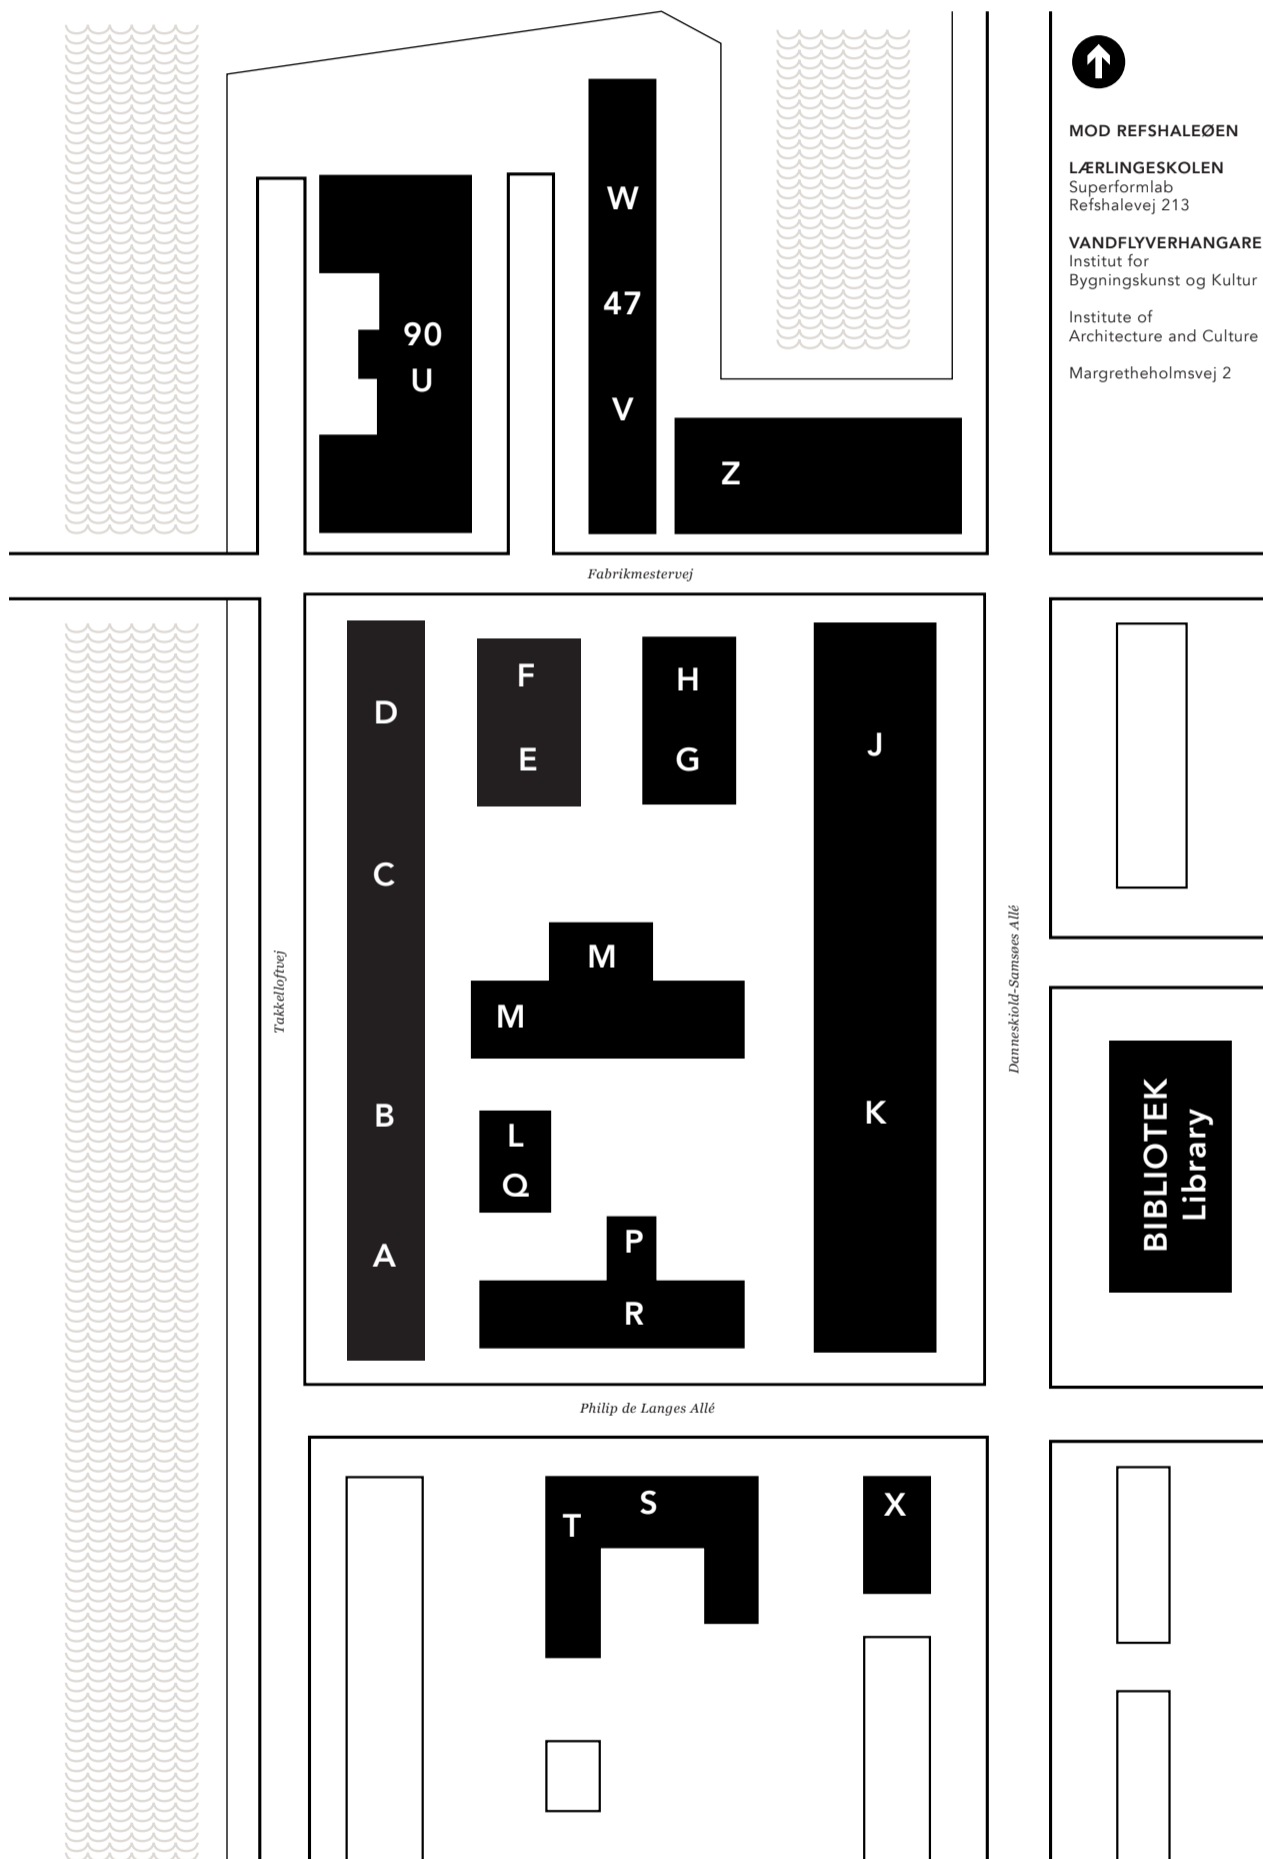 MOD REFSHALEØEN
LÆRLINGESKOLEN
Superformlab
Refshalevej 213
VANDFLYVERHANGARE
Institut for
Bygningskunst og Kultur
Institute of
Architecture and Culture
Margretheholmsvej 2
W
47
V
90
U
Z
Fabrikmestervej
D
C
B
A
F
E
H
G
J
K
M
M
L
Q
P
R
Takkelloftvej
Danneskiold-Samsøes Allé
BIBLIOTEK
Library
Philip de Langes Allé
S
T
X